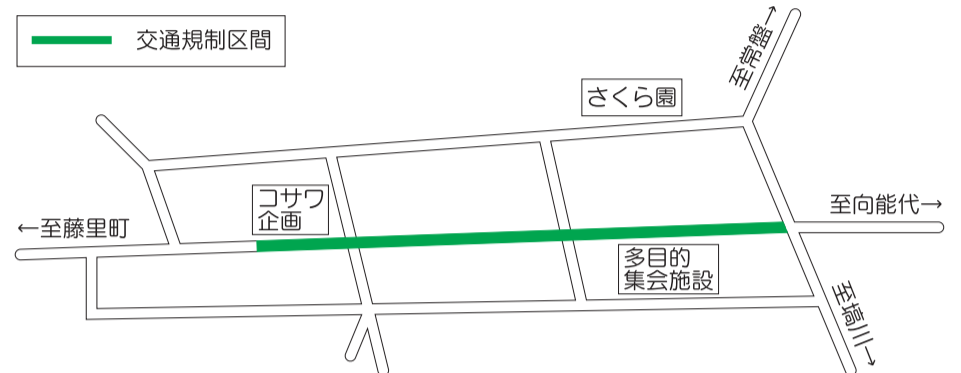 交通規制区間
至常盤→
さくら園
コサワ
企画
←至藤里町
至向能代→
多目的
集会施設
至塙川→